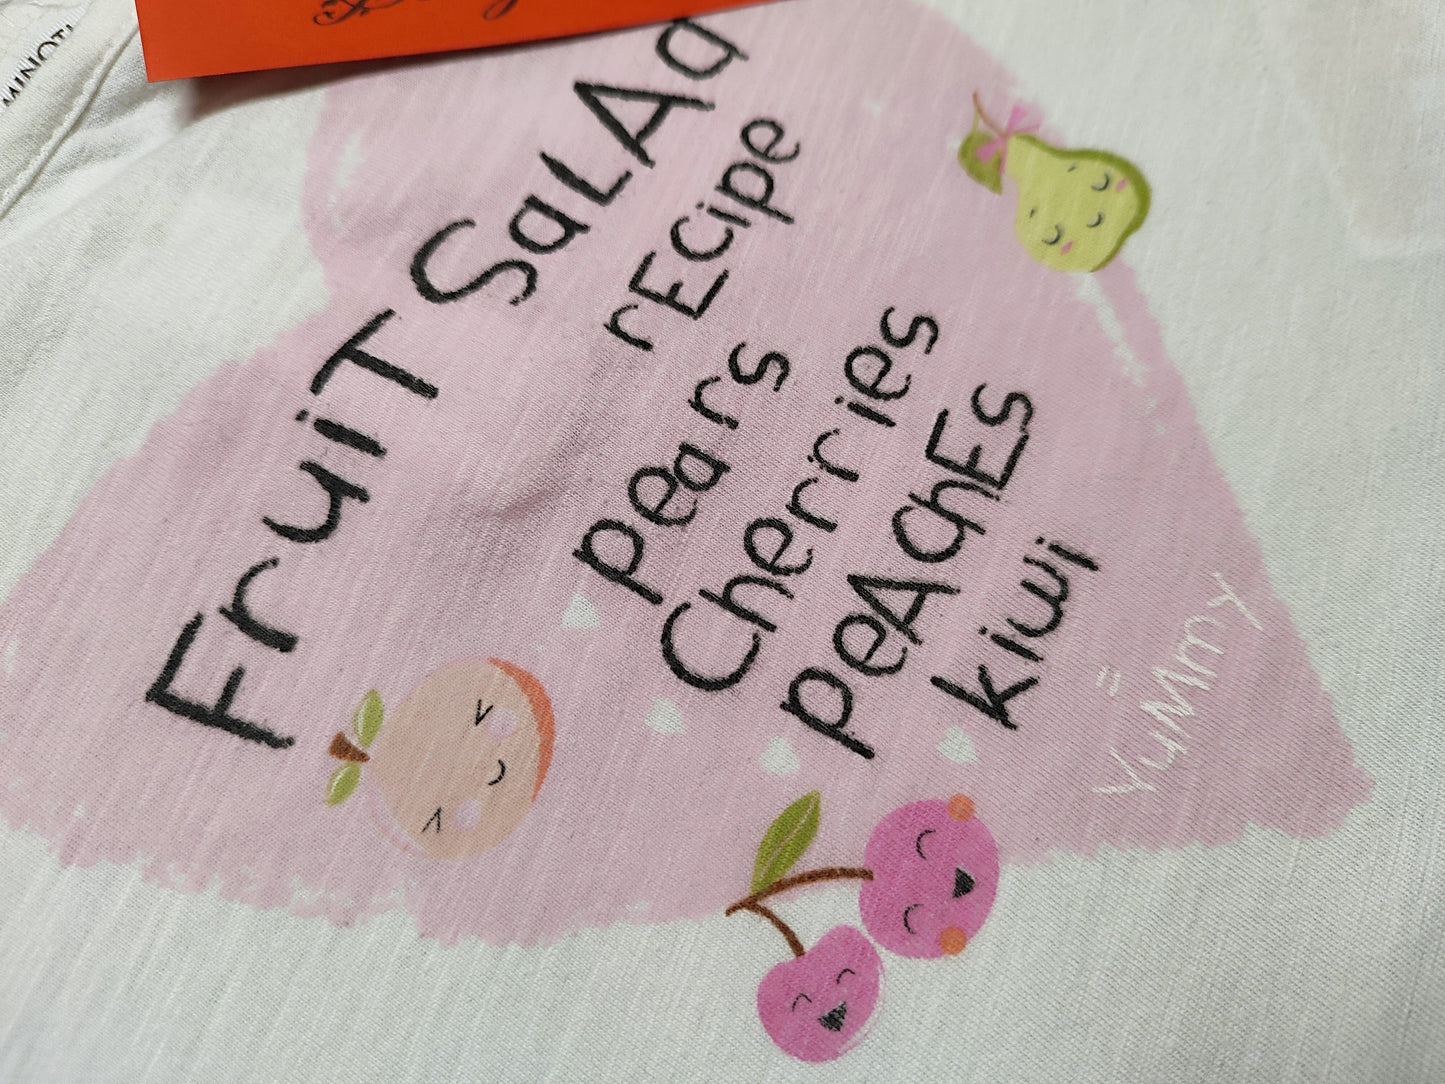 FruiT SaLAd
rECipe
pears
Cherries
peAChES
kiwi
YuMmy